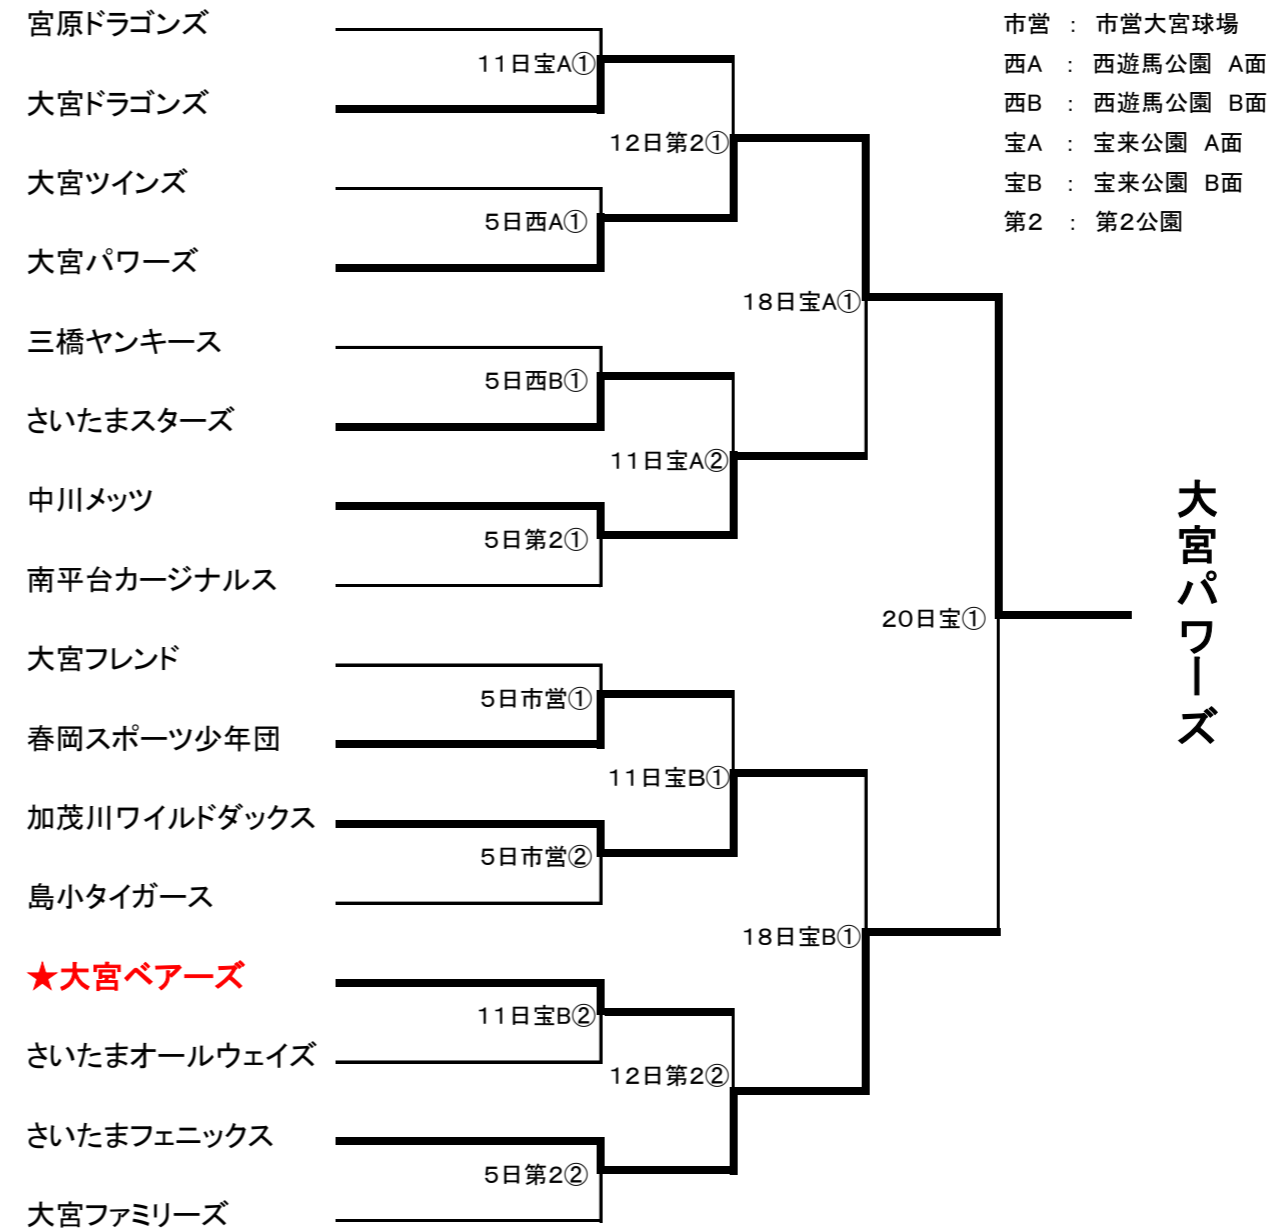 宮原ドラゴンズ
大宮ドラゴンズ
大宮ツインズ
大宮パワーズ
三橋ヤンキース
さいたまスターズ
中川メッツ
南平台カージナルス
大宮フレンド
春岡スポーツ少年団
加茂川ワイルドダックス
島小タイガース
★大宮ベアーズ
さいたまオールウェイズ
さいたまフェニックス
大宮ファミリーズ
11日宝A①
5日西A①
5日西B①
5日第2①
5日市営①
5日市営②
11日宝B②
5日第2②
12日第2①
11日宝A②
11日宝B①
12日第2②
18日宝A①
18日宝B①
20日宝①
大宮パワーズ
市営 : 市営大宮球場
西A : 西遊馬公園 A面
西B : 西遊馬公園 B面
宝A : 宝来公園 A面
宝B : 宝来公園 B面
第2 : 第2公園